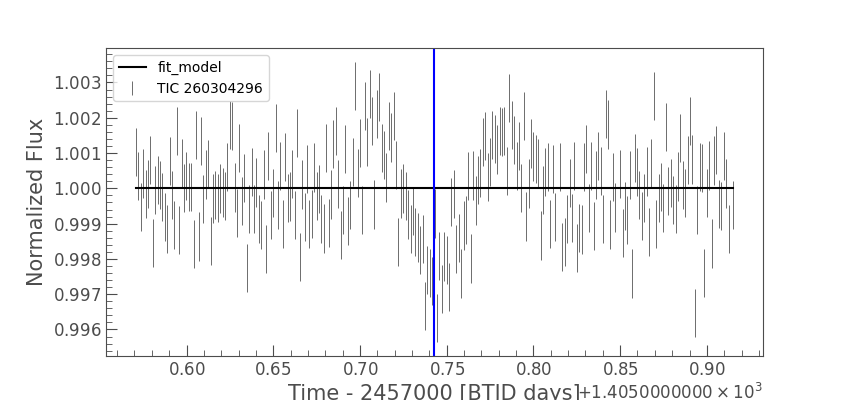 fit_model
TIC 260304296
Normalized Flux
1.003
1.002
1.001
1.000
0.999
0.998
0.997
0.996
0.60 0.65 0.70 0.75 0.80 0.85 0.90
Time - 2457000 [BTJD days]
+1.4050000000 × 10³